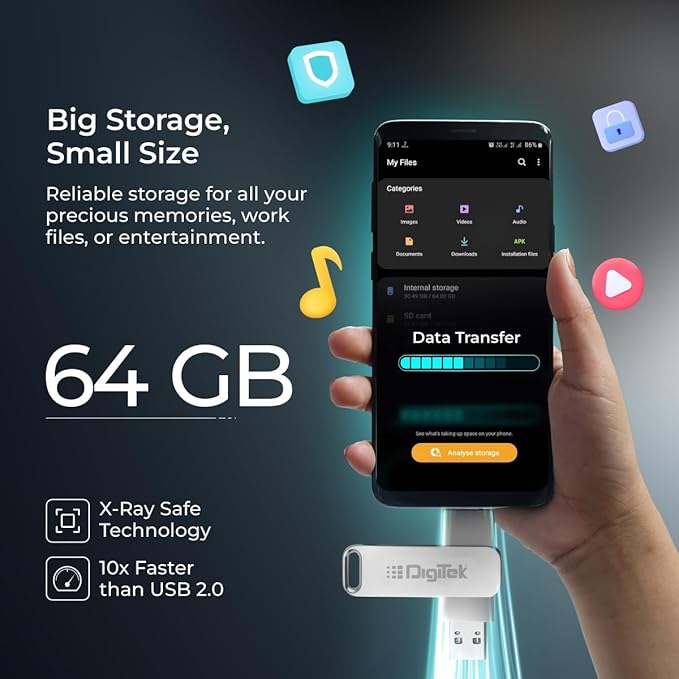 Big Storage,
Small Size
Reliable storage for all your
precious memories, work
files, or entertainment.
64 GB
X-Ray Safe
Technology
10x Faster
than USB 2.0
9:11
86%
My Files
Categories
Images Videos Audio
Documents Downloads APK Installation files
Internal storage
SD card
Data Transfer
See what's taking up space on your phone.
Analyse storage
DigiTek